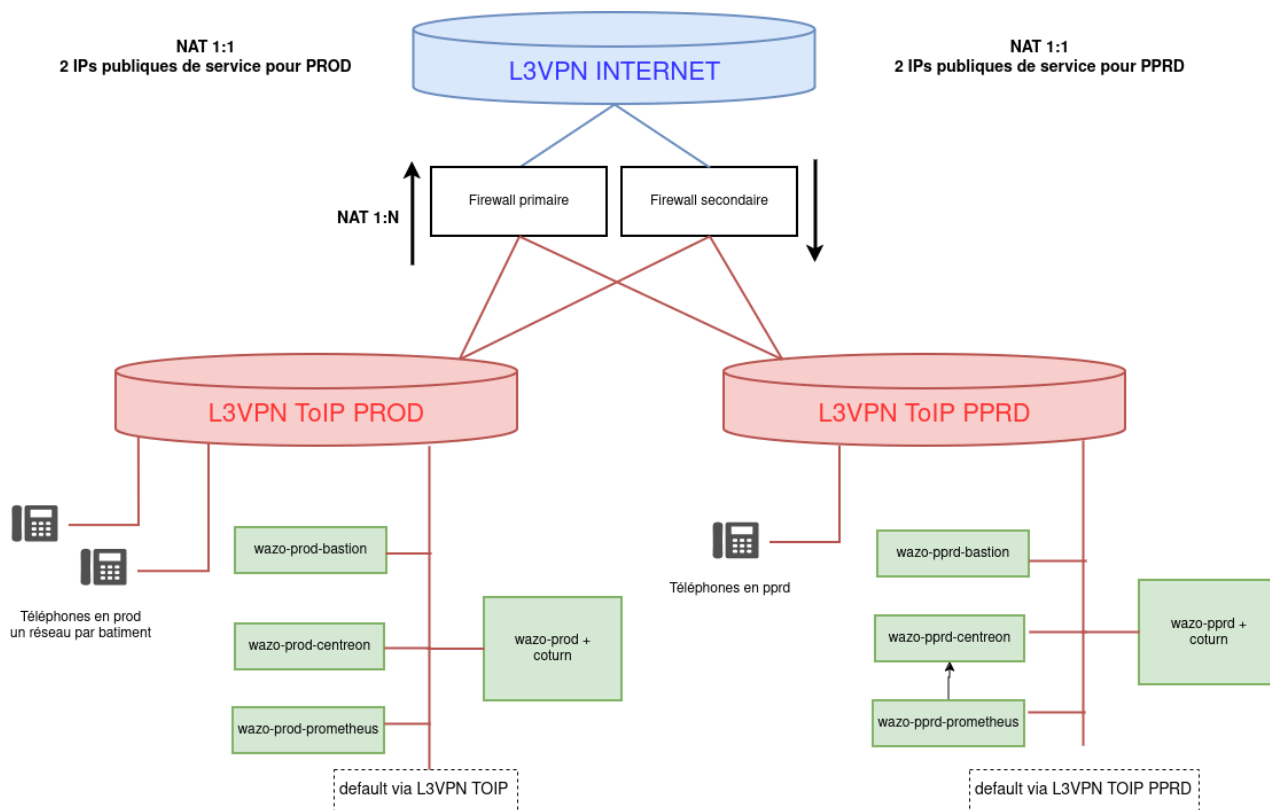 NAT 1:1
2 IPs publiques de service pour PROD
L3VPN INTERNET
NAT 1:1
2 IPs publiques de service pour PPRD
Firewall primaire
Firewall secondaire
NAT 1:N
L3VPN ToIP PROD
L3VPN ToIP PPRD
Téléphones en prod
un réseau par batiment
wazo-prod-bastion
wazo-prod-centreon
wazo-prod-prometheus
wazo-prod +
coturn
default via L3VPN TOIP
Téléphones en pprd
wazo-pprd-bastion
wazo-pprd-centreon
wazo-pprd-prometheus
wazo-pprd +
coturn
default via L3VPN TOIP PPRD